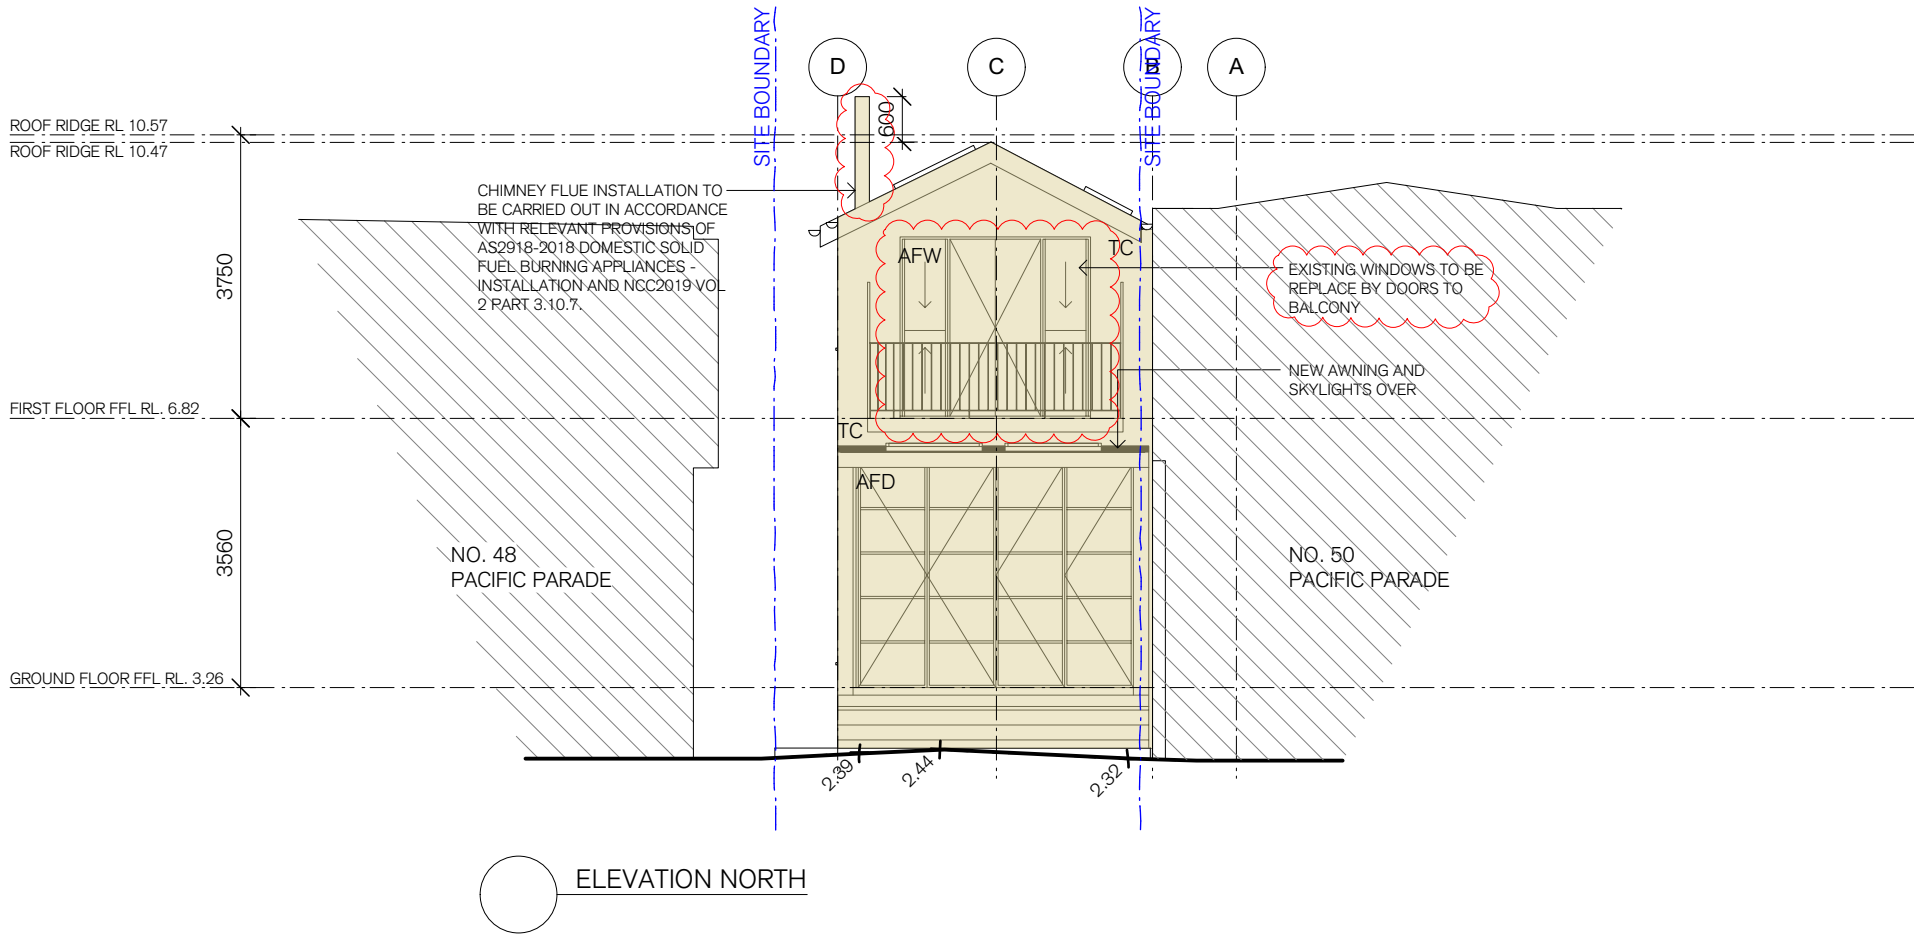 SITE BOUNDARY
SITE BOUNDARY
D
C
B
A
600
ROOF RIDGE RL 10.57
ROOF RIDGE RL 10.47
CHIMNEY FLUE INSTALLATION TO
BE CARRIED OUT IN ACCORDANCE
WITH RELEVANT PROVISIONS OF
AS2918-2018 DOMESTIC SOLID
FUEL BURNING APPLIANCES -
INSTALLATION AND NCC2019 VOL
2 PART 3.10.7.
AFW
TC
EXISTING WINDOWS TO BE
REPLACE BY DOORS TO
BALCONY
3750
NEW AWNING AND
SKYLIGHTS OVER
FIRST FLOOR FFL RL. 6.82
TC
AFD
3560
NO. 48
PACIFIC PARADE
NO. 50
PACIFIC PARADE
GROUND FLOOR FFL RL. 3.26
2.39
2.44
2.32
ELEVATION NORTH